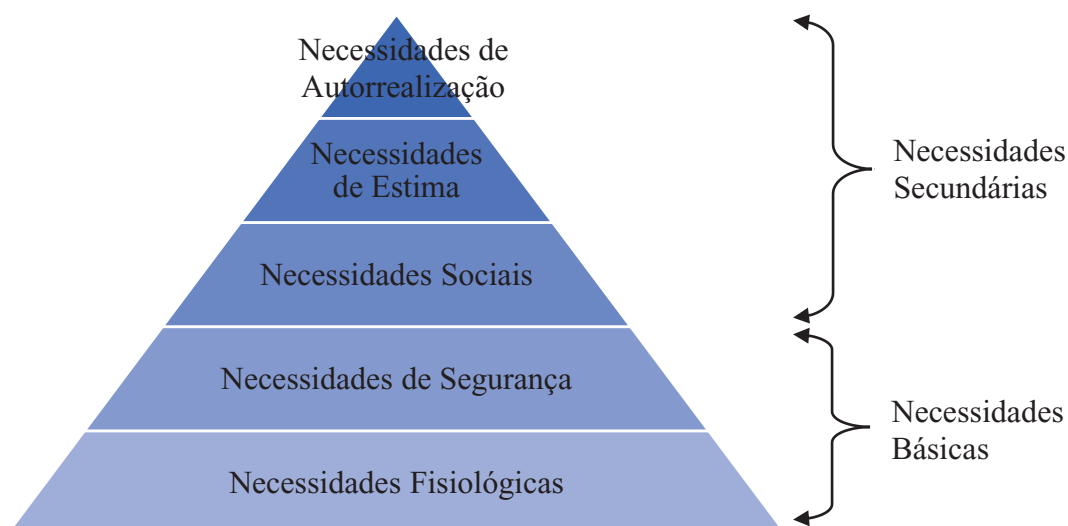 Necessidades de
Autorrealização
Necessidades
de Estima
Necessidades Sociais
Necessidades de Segurança
Necessidades Fisiológicas
Necessidades
Secundárias
Necessidades
Básicas